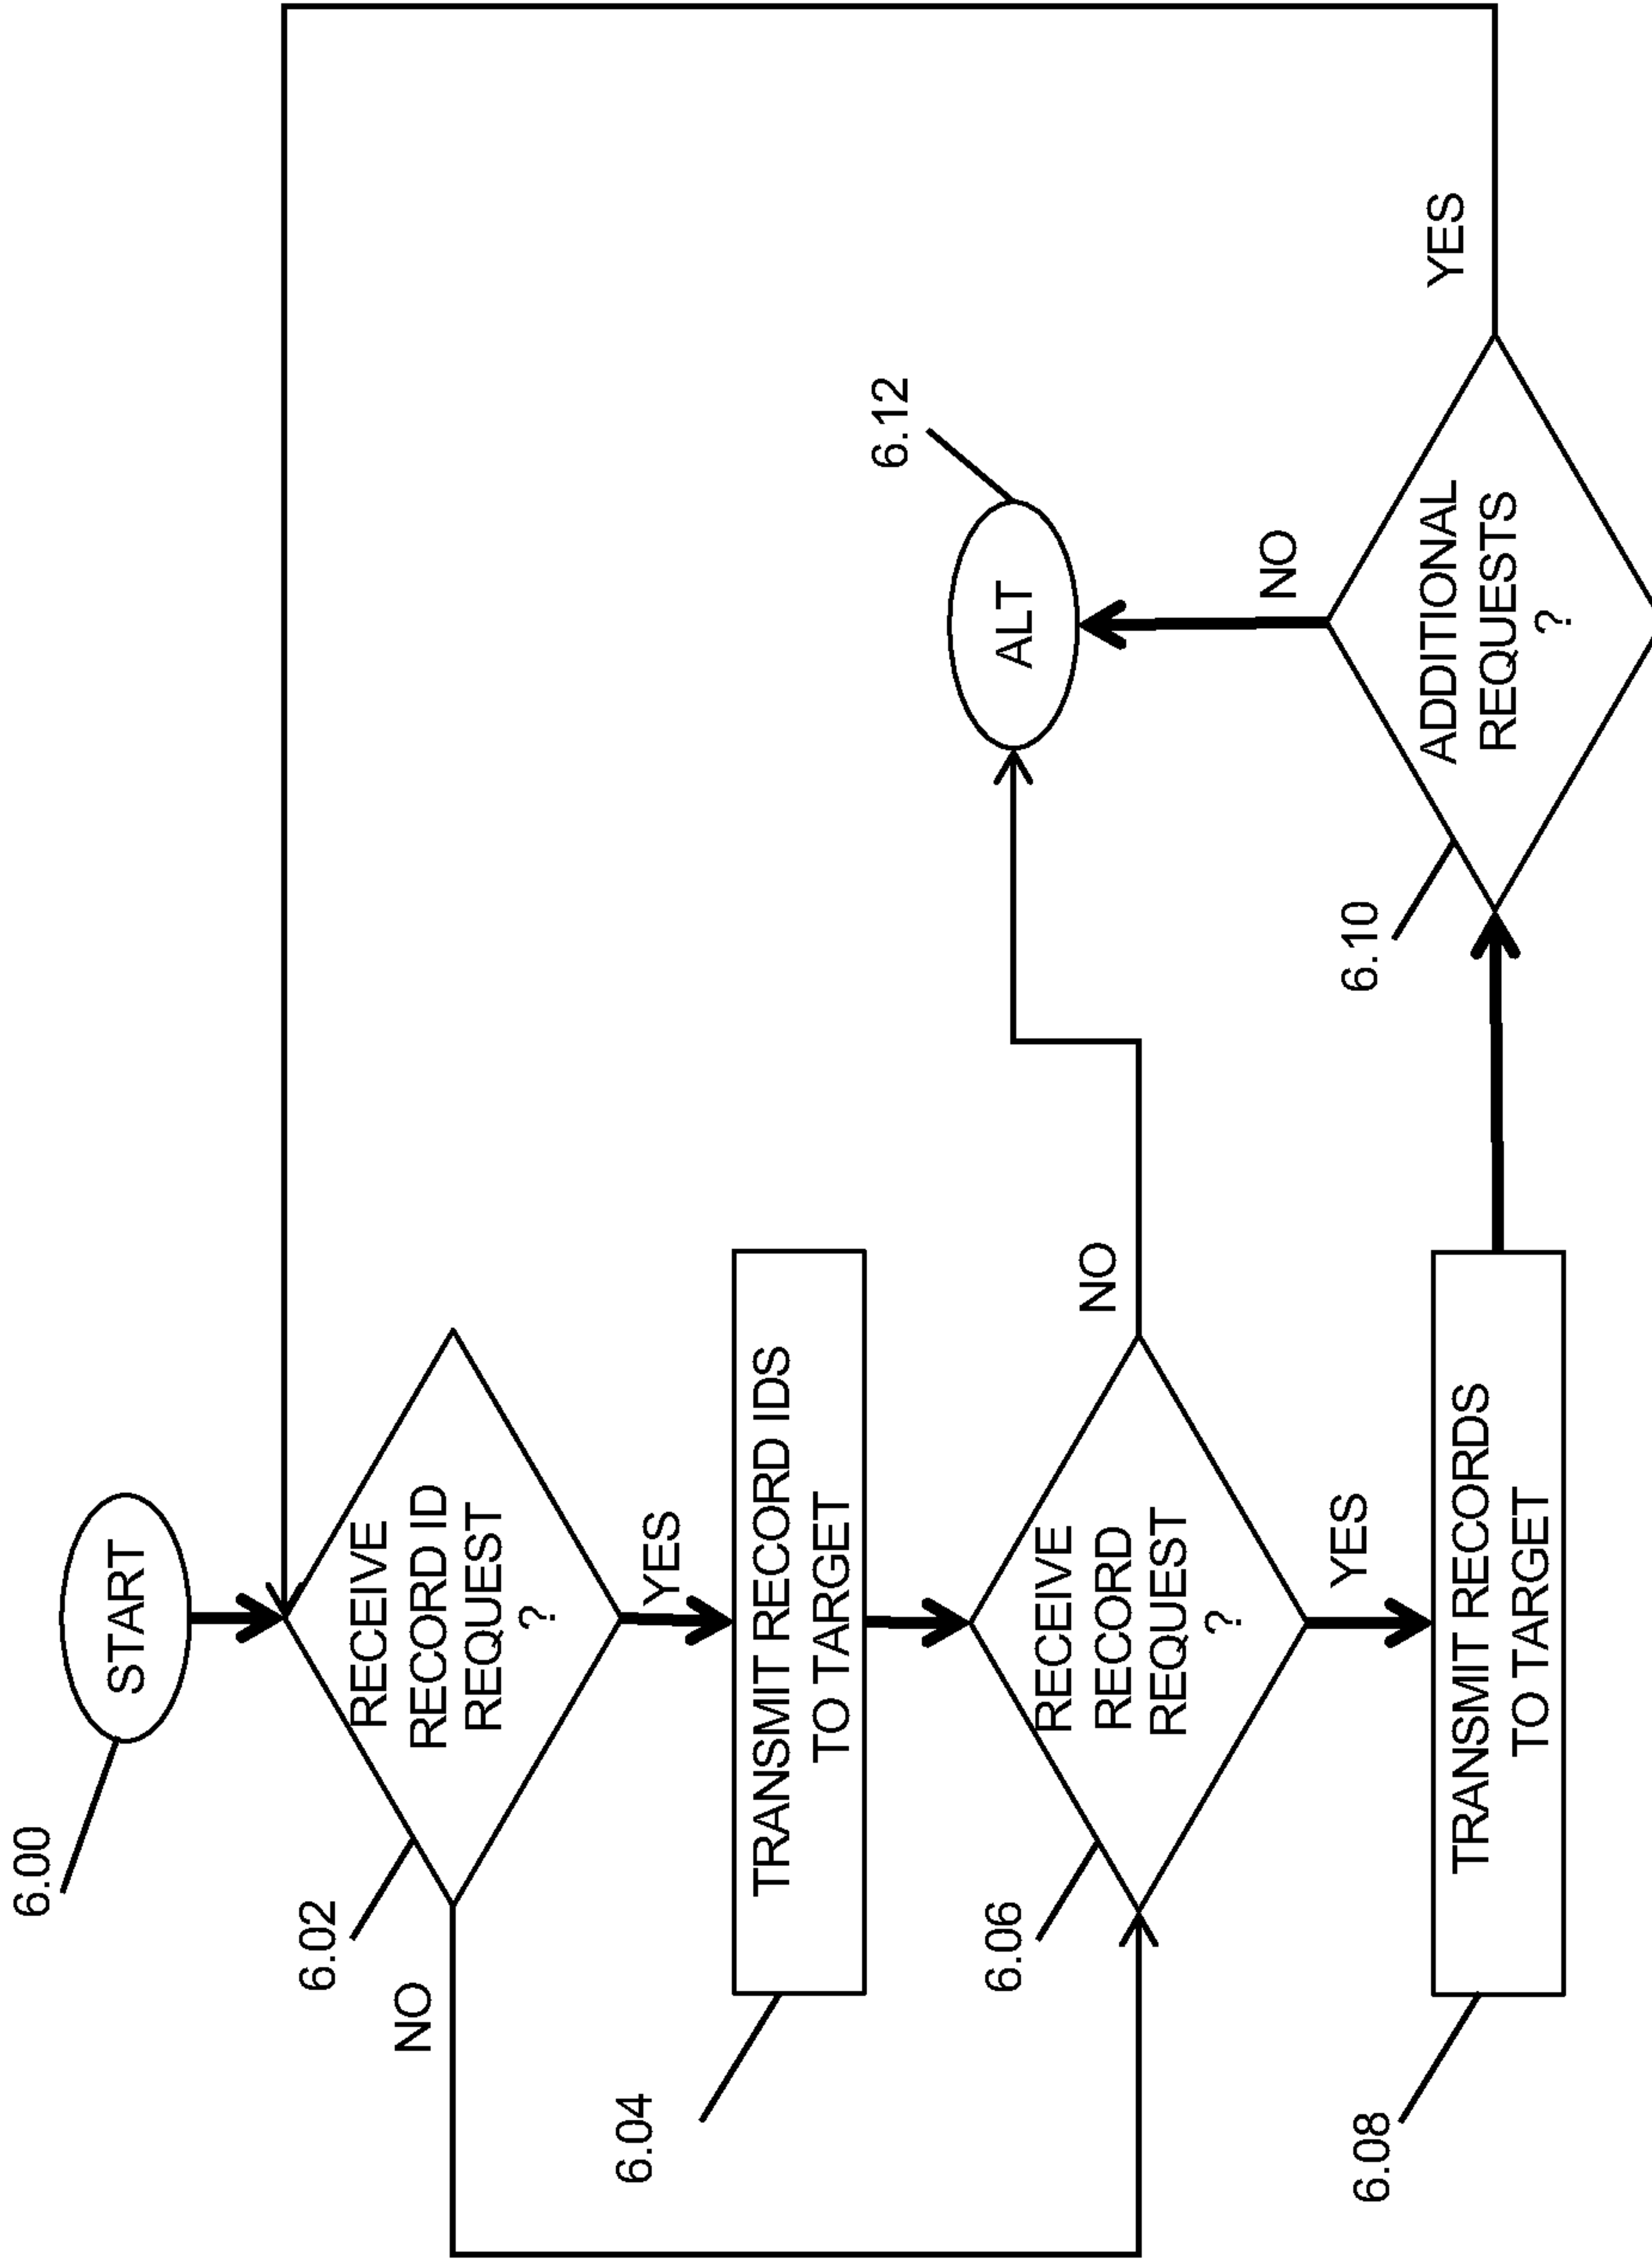 6.00
START
6.02
RECEIVE
RECORD ID
REQUEST
?
NO
YES
6.04
TRANSMIT RECORD IDS
TO TARGET
6.06
RECEIVE
RECORD
REQUEST
?
NO
YES
6.08
TRANSMIT RECORDS
TO TARGET
6.10
ADDITIONAL
REQUESTS
?
NO
YES
6.12
ALT